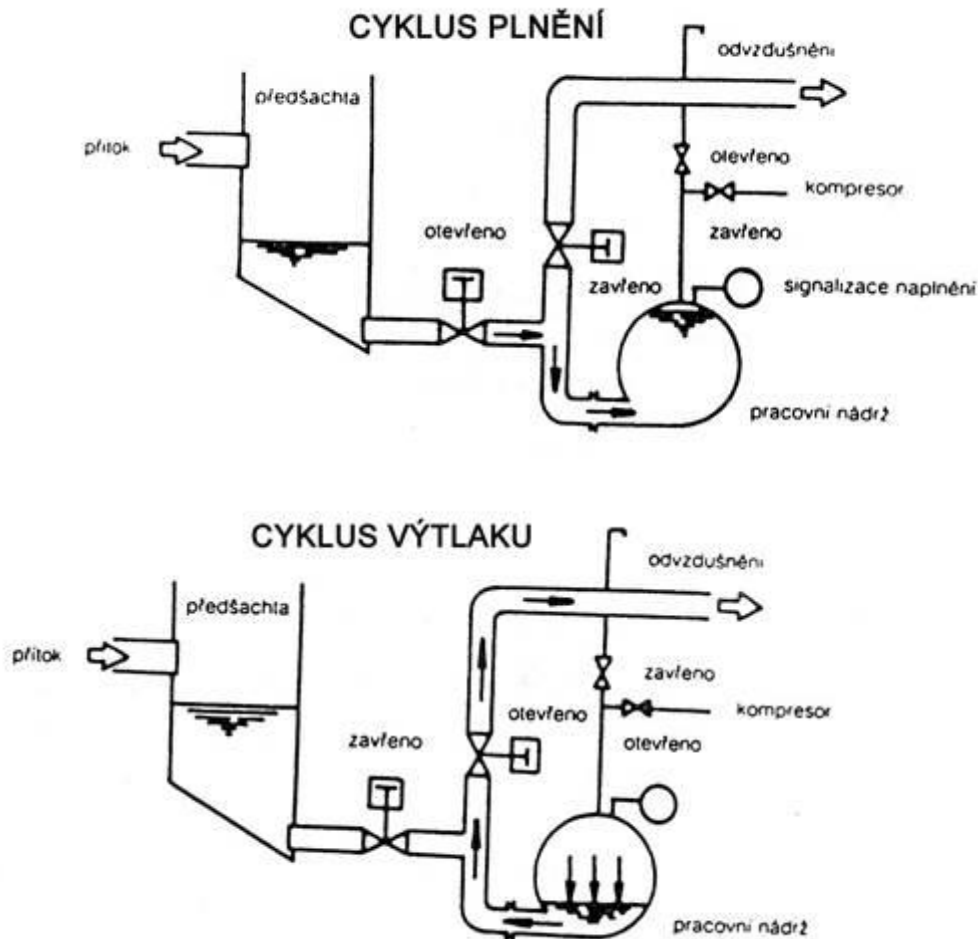 CYKLUS PLNĚNÍ
odvzdušnění
předšachta
přítok
otevřeno
kompresor
otevřeno
zavřeno
zavřeno
signalizace naplnění
pracovní nádrž
CYKLUS VÝTLAKU
odvzdušnění
předšachta
přítok
zavřeno
otevřeno
kompresor
zavřeno
otevřeno
pracovní nádrž